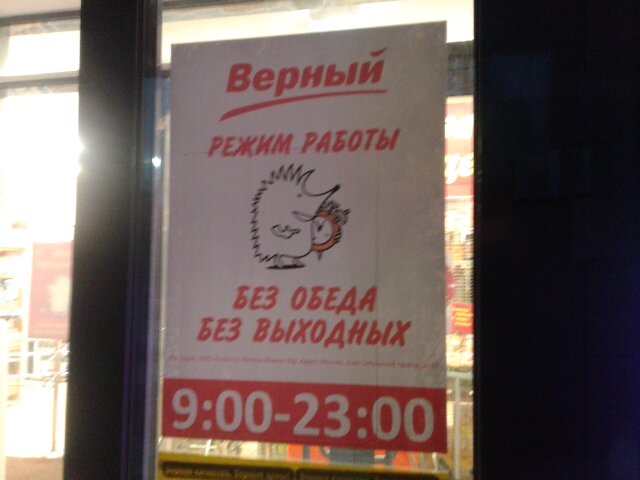 Верный
РЕЖИМ РАБОТЫ
БЕЗ ОБЕДА
БЕЗ ВЫХОДНЫХ
9:00-23:00